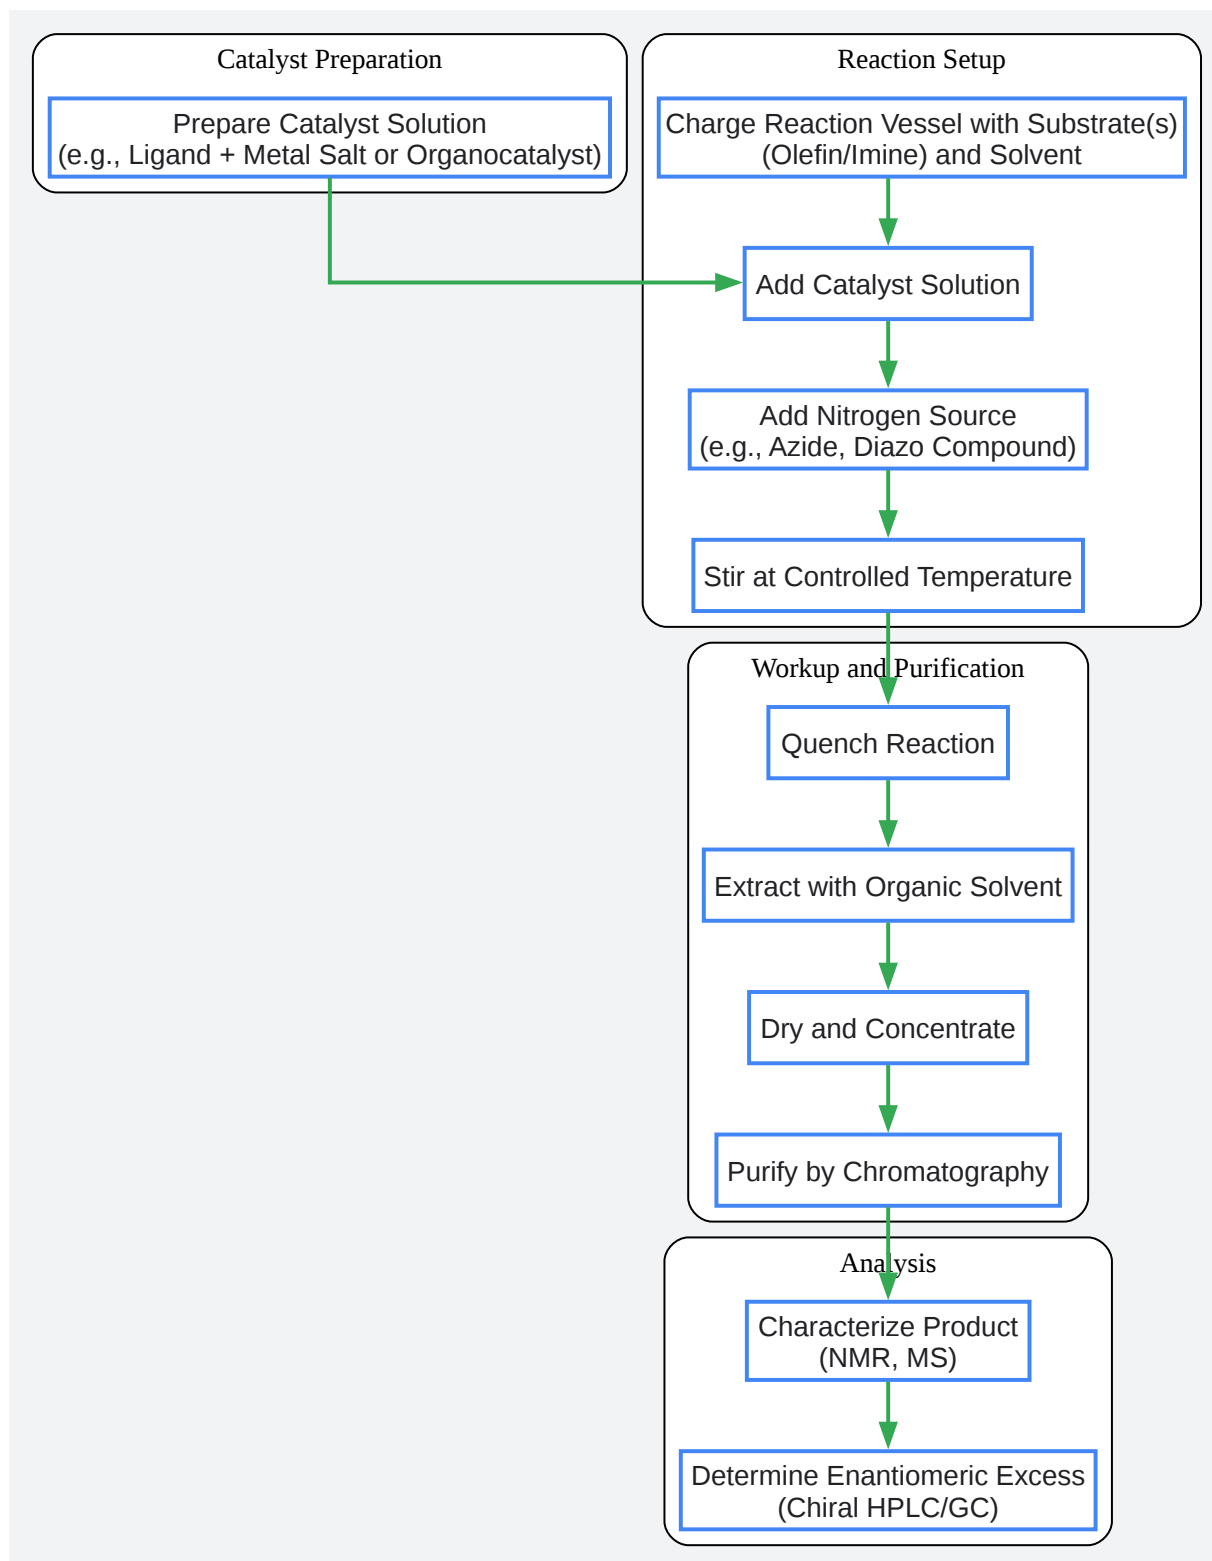 Catalyst Preparation
Prepare Catalyst Solution
(e.g., Ligand + Metal Salt or Organocatalyst)
Reaction Setup
Charge Reaction Vessel with Substrate(s)
(Olefin/Imine) and Solvent
Add Catalyst Solution
Add Nitrogen Source
(e.g., Azide, Diazo Compound)
Stir at Controlled Temperature
Workup and Purification
Quench Reaction
Extract with Organic Solvent
Dry and Concentrate
Purify by Chromatography
Analysis
Characterize Product
(NMR, MS)
Determine Enantiomeric Excess
(Chiral HPLC/GC)